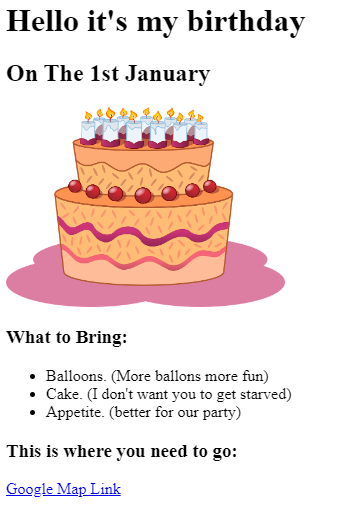 Hello it's my birthday
On The 1st January
What to Bring:
Balloons. (More ballons more fun)
Cake. (I don't want you to get starved)
Appetite. (better for our party)
This is where you need to go:
Google Map Link